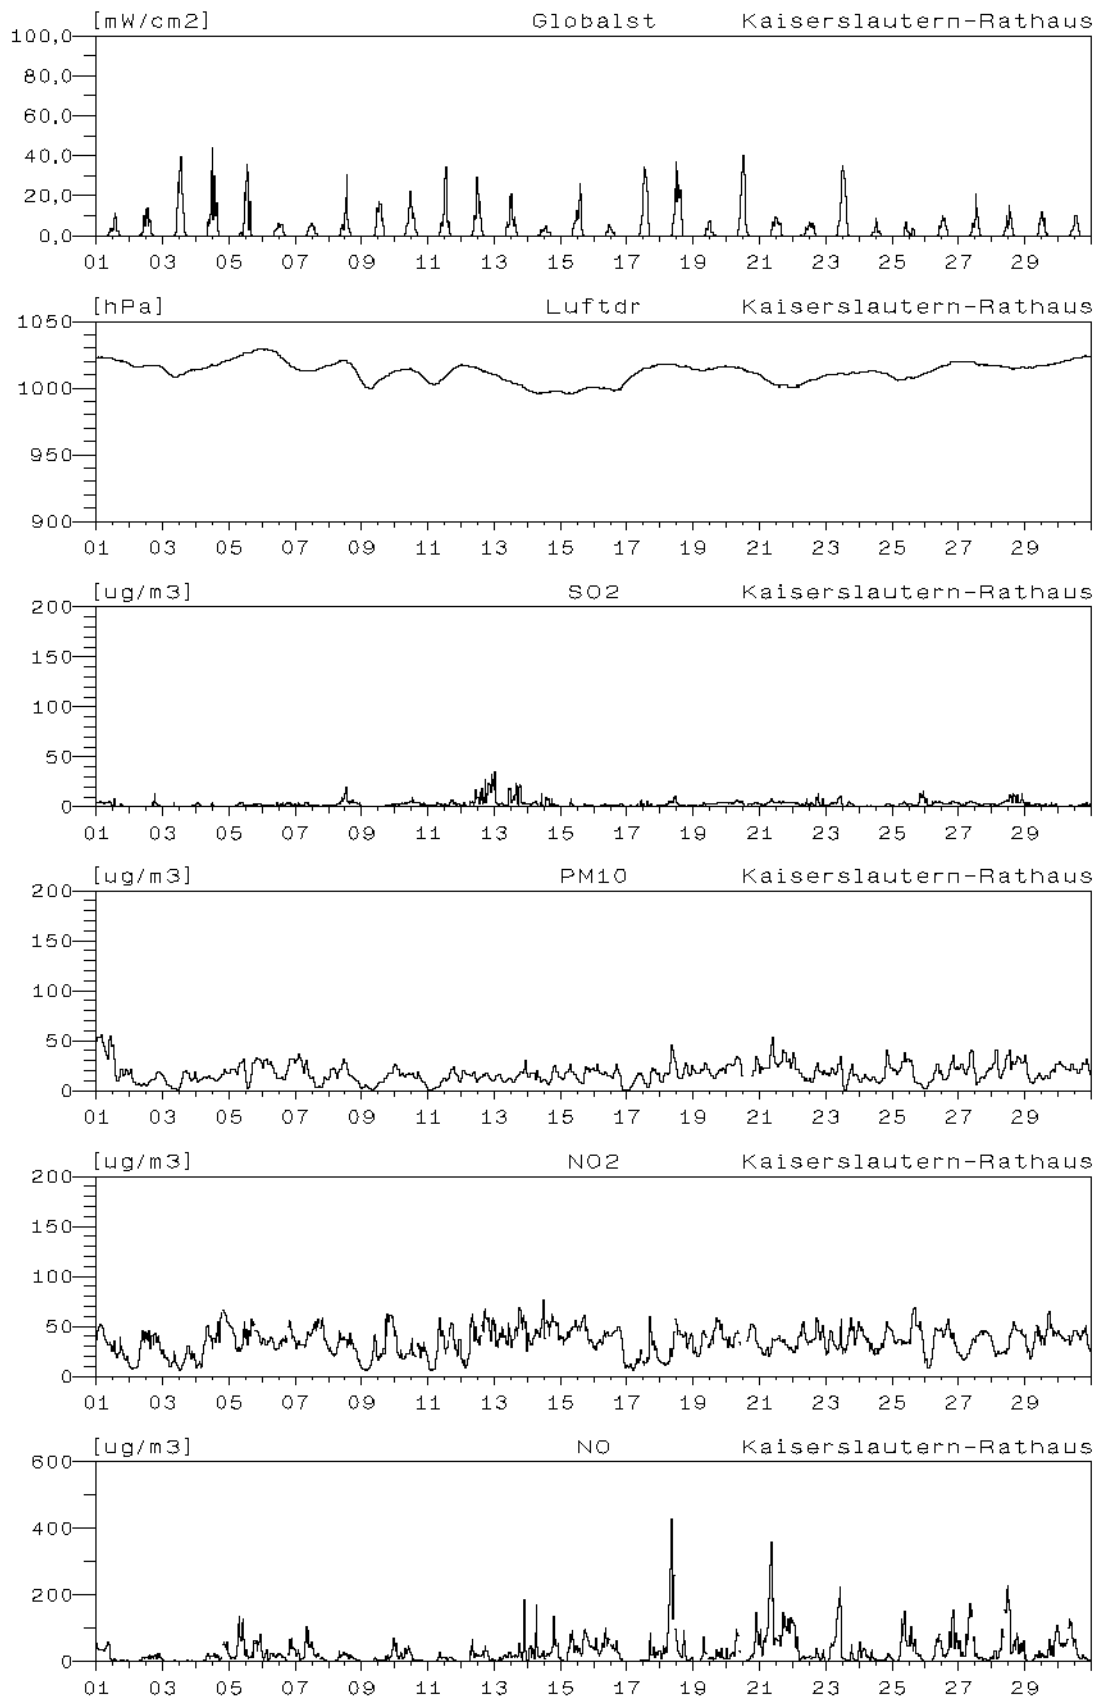 [mW/cm2] Globalst Kaiserslautern-Rathaus
100,0
80,0
60,0
40,0
20,0
0,0
01 03 05 07 09 11 13 15 17 19 21 23 25 27 29
[hPa] Luftdr Kaiserslautern-Rathaus
1050
1000
950
900
01 03 05 07 09 11 13 15 17 19 21 23 25 27 29
[ug/m3] SO2 Kaiserslautern-Rathaus
200
150
100
50
0
01 03 05 07 09 11 13 15 17 19 21 23 25 27 29
[ug/m3] PM10 Kaiserslautern-Rathaus
200
150
100
50
0
01 03 05 07 09 11 13 15 17 19 21 23 25 27 29
[ug/m3] NO2 Kaiserslautern-Rathaus
200
150
100
50
0
01 03 05 07 09 11 13 15 17 19 21 23 25 27 29
[ug/m3] NO Kaiserslautern-Rathaus
600
400
200
0
01 03 05 07 09 11 13 15 17 19 21 23 25 27 29